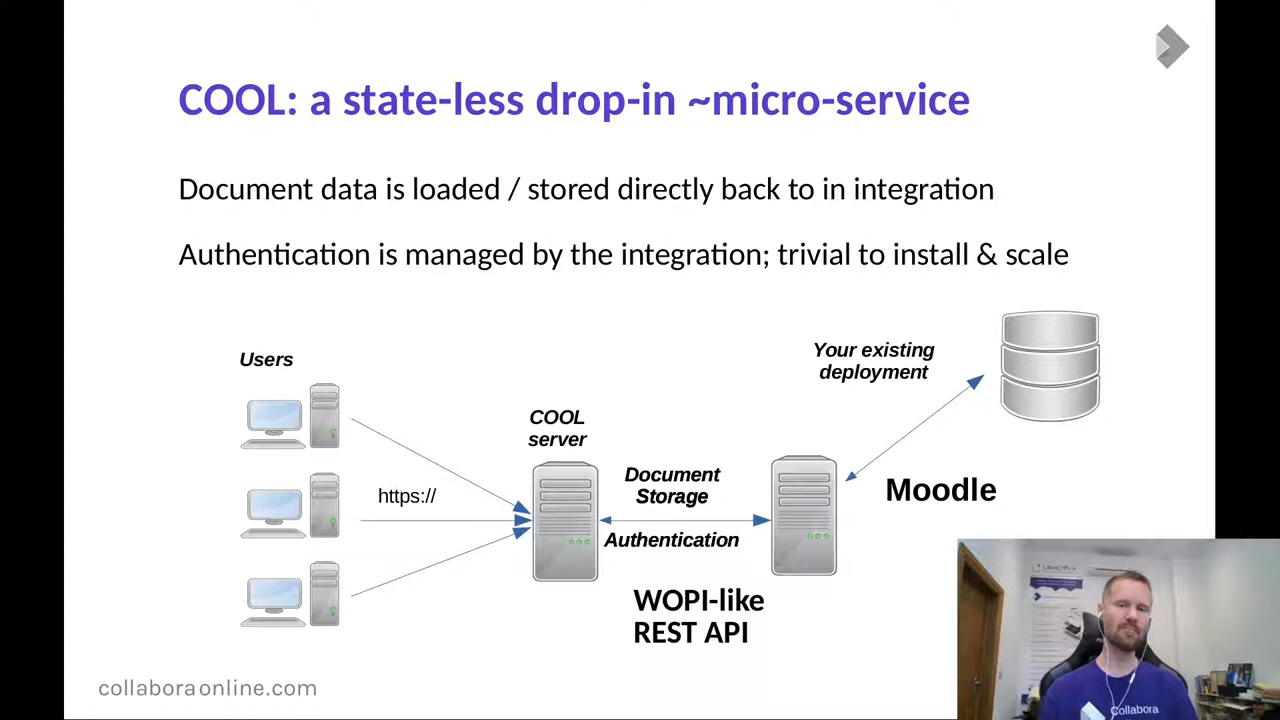 COOL: a state-less drop-in ~micro-service
Document data is loaded / stored directly back to in integration
Authentication is managed by the integration; trivial to install & scale
Users
https://
COOL
server
Document
Storage
Authentication
WOPI-like
REST API
Your existing
deployment
Moodle
LibreOffice
Collabora
collaboraonline.com